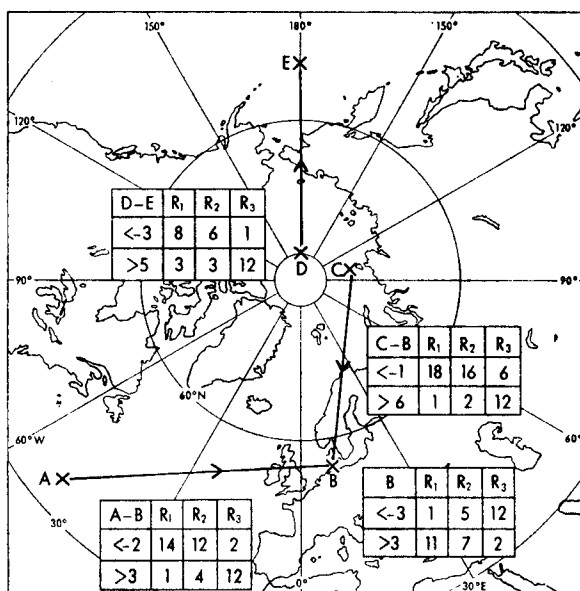 150° 180° 150°
E
120° 120°
D–E R₁ R₂ R₃
<-3 8 6 1
>5 3 3 12
D
C
90° 90°
C–B R₁ R₂ R₃
<-1 18 16 6
>6 1 2 12
60°N
60°W 60°
A B
B R₁ R₂ R₃
<-3 1 5 12
>3 11 7 2
A–B R₁ R₂ R₃
<-2 14 12 2
>3 1 4 12
30° 0° 30°E